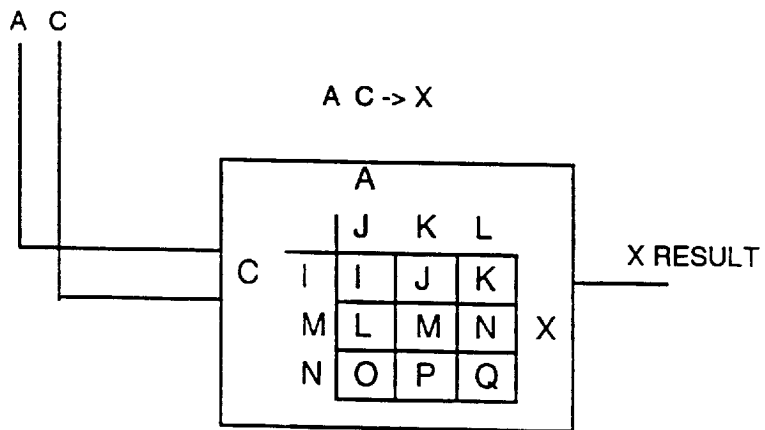 A C
A C -> X
A
J K L
X RESULT
C I I J K
M L M N X
N O P Q